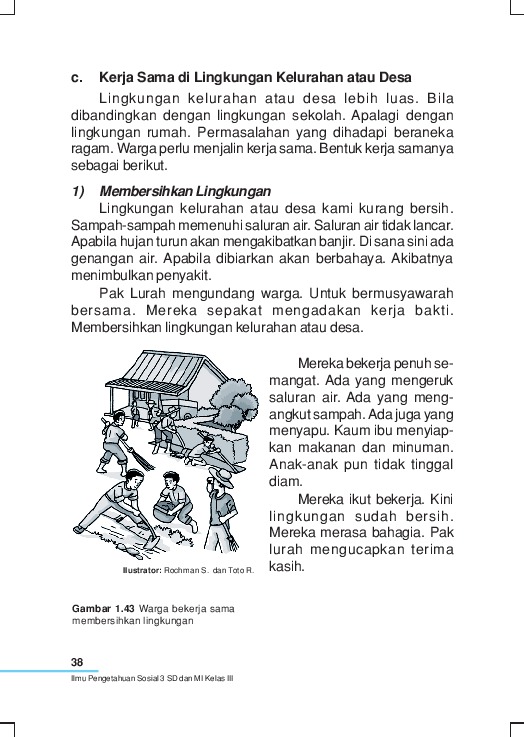 c. Kerja Sama di Lingkungan Kelurahan atau Desa
Lingkungan kelurahan atau desa lebih luas. Bila
dibandingkan dengan lingkungan sekolah. Apalagi dengan
lingkungan rumah. Permasalahan yang dihadapi beraneka
ragam. Warga perlu menjalin kerja sama. Bentuk kerja samanya
sebagai berikut.
1) Membersihkan Lingkungan
Lingkungan kelurahan atau desa kami kurang bersih.
Sampah-sampah memenuhi saluran air. Saluran air tidak lancar.
Apabila hujan turun akan mengakibatkan banjir. Di sana sini ada
genangan air. Apabila dibiarkan akan berbahaya. Akibatnya
menimbulkan penyakit.
Pak Lurah mengundang warga. Untuk bermusyawarah
bersama. Mereka sepakat mengadakan kerja bakti.
Membersihkan lingkungan kelurahan atau desa.
Mereka bekerja penuh se-
mangat. Ada yang mengeruk
saluran air. Ada yang meng-
angkut sampah. Ada juga yang
menyapu. Kaum ibu menyiap-
kan makanan dan minuman.
Anak-anak pun tidak tinggal
diam.
Mereka ikut bekerja. Kini
lingkungan sudah bersih.
Mereka merasa bahagia. Pak
lurah mengucapkan terima
kasih.
Ilustrator: Rochman S. dan Toto R.
Gambar 1.43 Warga bekerja sama
membersihkan lingkungan
38
Ilmu Pengetahuan Sosial 3 SD dan MI Kelas III